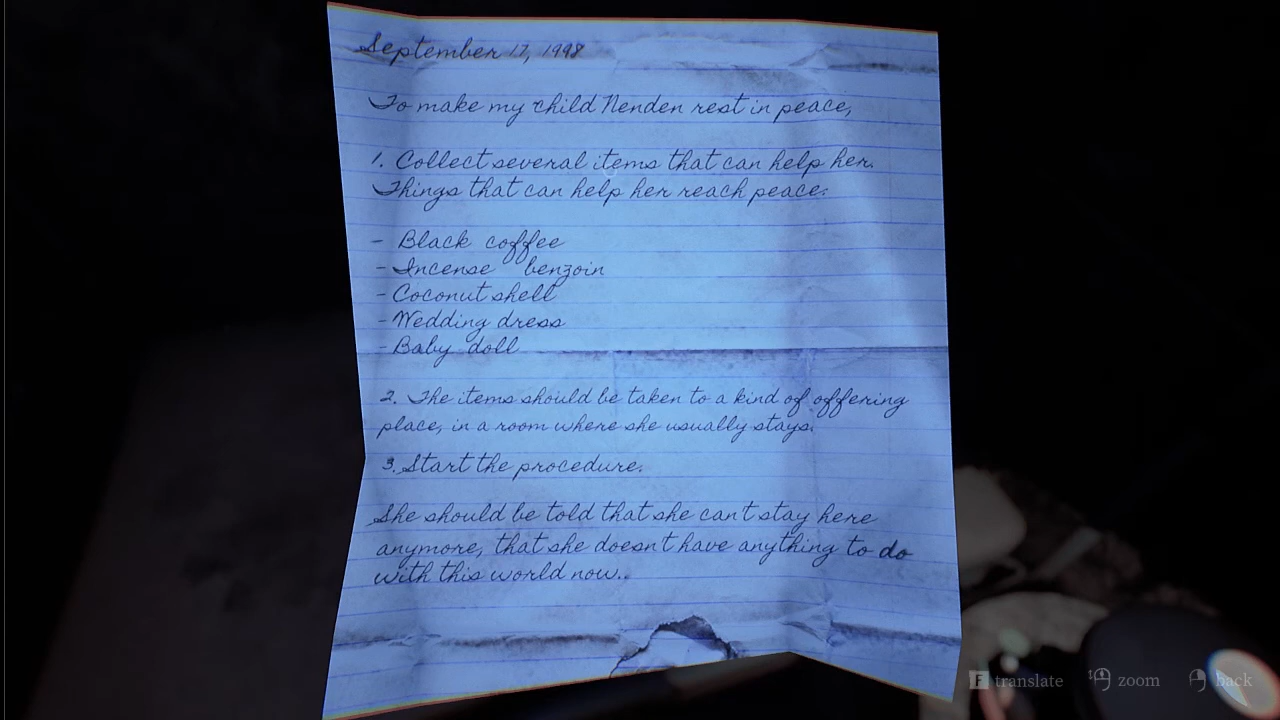 September 17, 1998
To make my child Nenden rest in peace,
1. Collect several items that can help her.
Things that can help her reach peace.
- Black coffee
- Incense benzoin
- Coconut shell
- Wedding dress
- Baby doll
2. The items should be taken to a kind of offering
place, in a room where she usually stays.
3. Start the procedure.
She should be told that she can't stay here
anymore, that she doesn't have anything to do
with this world now..
F translate zoom back